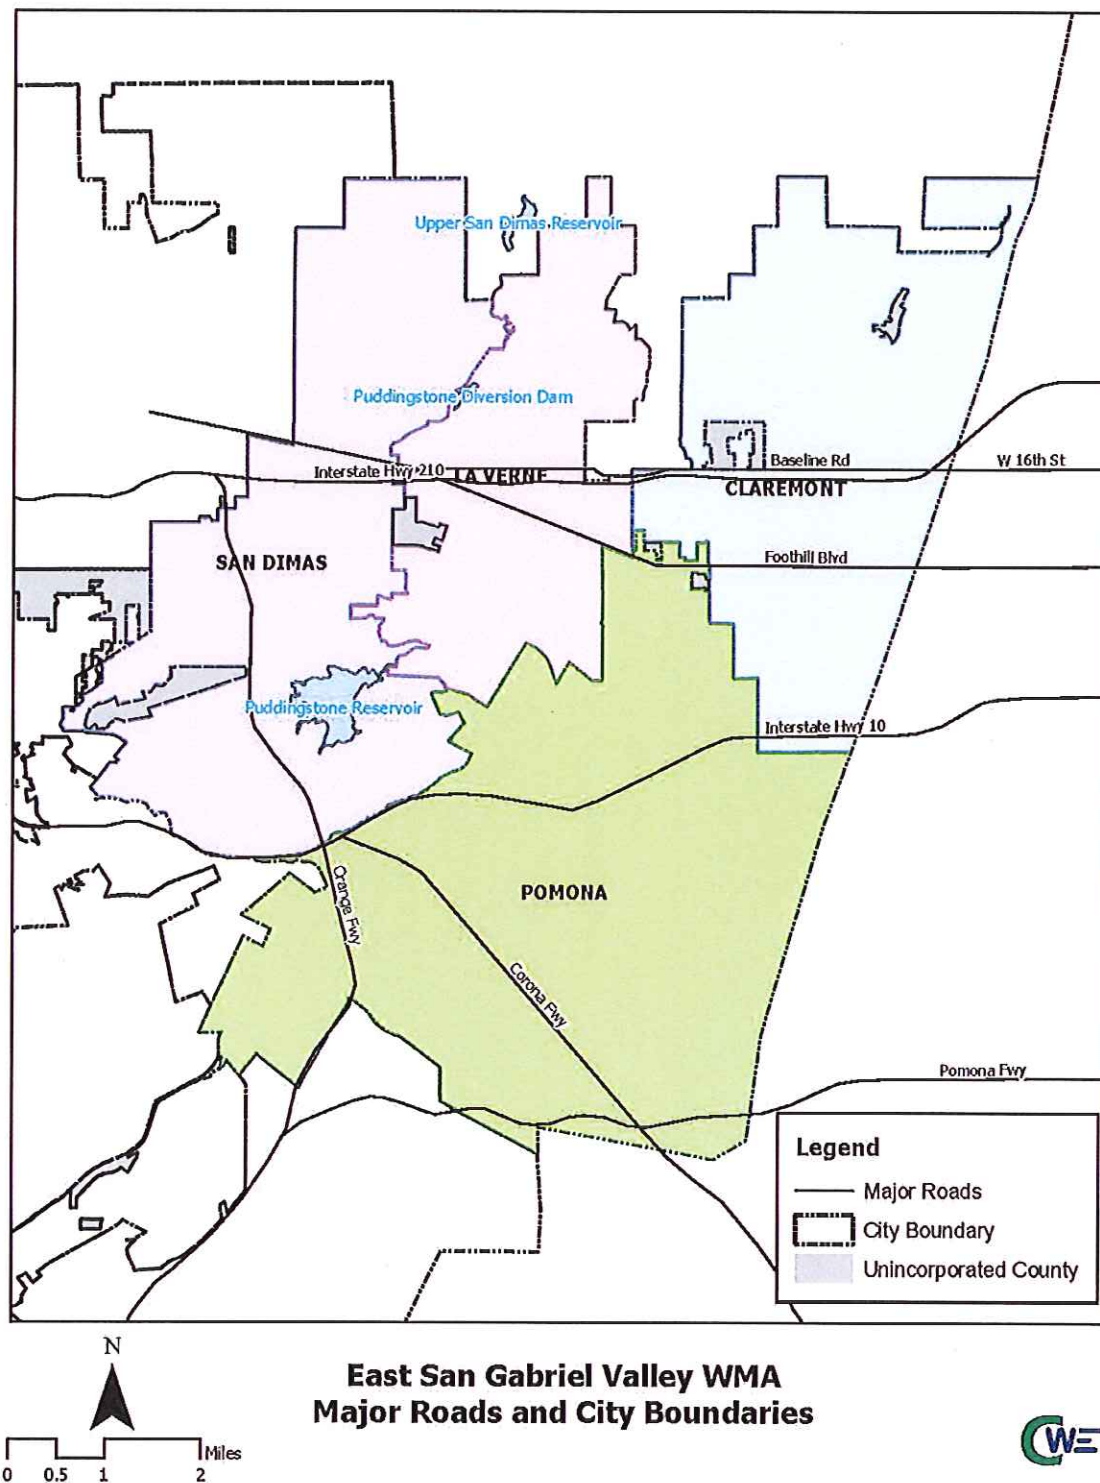 Upper San Dimas Reservoir
Puddingstone Diversion Dam
Interstate Hwy 210
LA VERNE
Baseline Rd
W 16th St
CLAREMONT
SAN DIMAS
Foothill Blvd
Puddingstone Reservoir
Interstate Hwy 10
POMONA
Orange Fwy
Corona Fwy
Pomona Fwy
Legend
Major Roads
City Boundary
Unincorporated County
N
East San Gabriel Valley WMA
Major Roads and City Boundaries
Miles
0 0.5 1 2
CWE